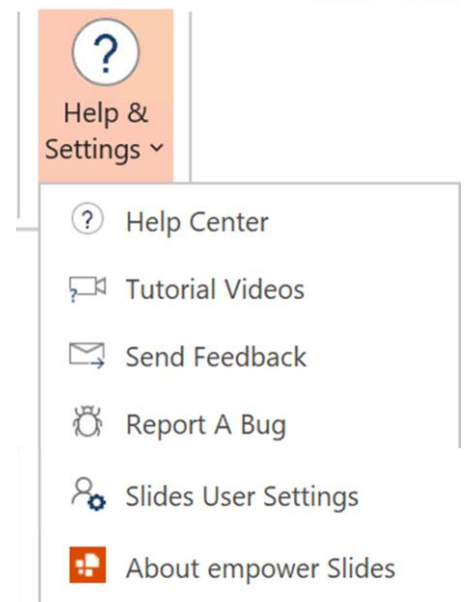 Help &
Settings
Help Center
Tutorial Videos
Send Feedback
Report A Bug
Slides User Settings
About empower Slides